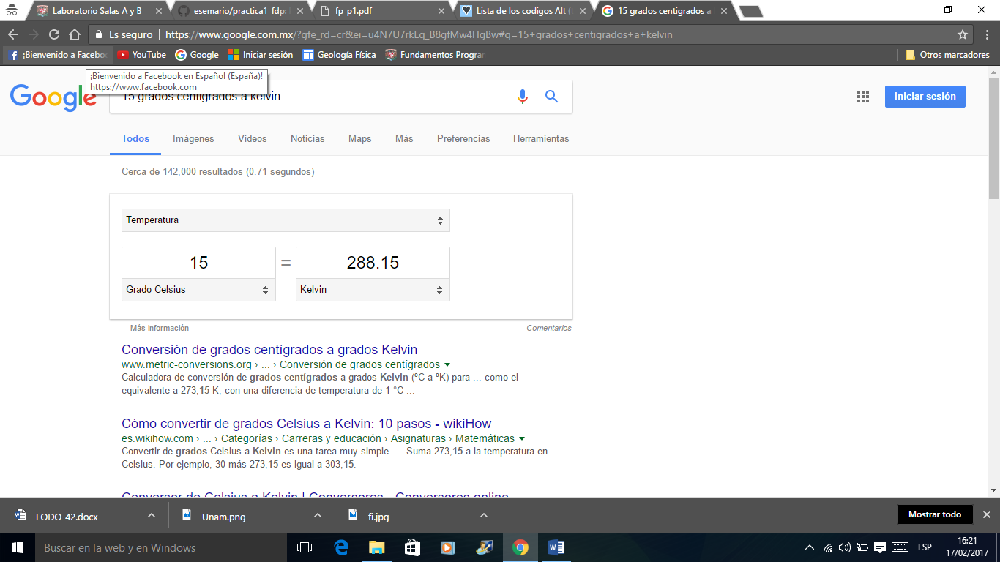 Laboratorio Salas A y B
esemario/practica1_fdp:
fp_p1.pdf
Lista de los codigos Alt (
15 grados centigrados a
Es seguro
https://www.google.com.mx/?gfe_rd=cr&ei=u4N7U7rkEq_B8gfMw4HgBw#q=15+grados+centigrados+a+kelvin
¡Bienvenido a Facebo
YouTube
Google
Iniciar sesión
Geología Física
Fundamentos Program
Otros marcadores
¡Bienvenido a Facebook en Español (España)!
https://www.facebook.com
Google
15 grados centigrados a kelvin
Iniciar sesión
Todos
Imágenes
Videos
Noticias
Maps
Más
Preferencias
Herramientas
Cerca de 142,000 resultados (0.71 segundos)
Temperatura
15 = 288.15
Grado Celsius
Kelvin
Más información
Comentarios
Conversión de grados centígrados a grados Kelvin
www.metric-conversions.org › ... › Conversión de grados centígrados
Calculadora de conversión de grados centígrados a grados Kelvin (ºC a ºK) para ... como el
equivalente a 273,15 K, con una diferencia de temperatura de 1 °C ...
Cómo convertir de grados Celsius a Kelvin: 10 pasos - wikiHow
es.wikihow.com › ... › Categorías › Carreras y educación › Asignaturas › Matemáticas
Convertir de grados Celsius a Kelvin es una tarea muy simple. ... Suma 273,15 a la temperatura en
Celsius. Por ejemplo, 30 más 273,15 es igual a 303,15.
Conversor de Celsius a Kelvin | Conversores - Conversores online
FODO-42.docx
Unam.png
fi.jpg
Mostrar todo
Buscar en la web y en Windows
ESP
16:21
17/02/2017